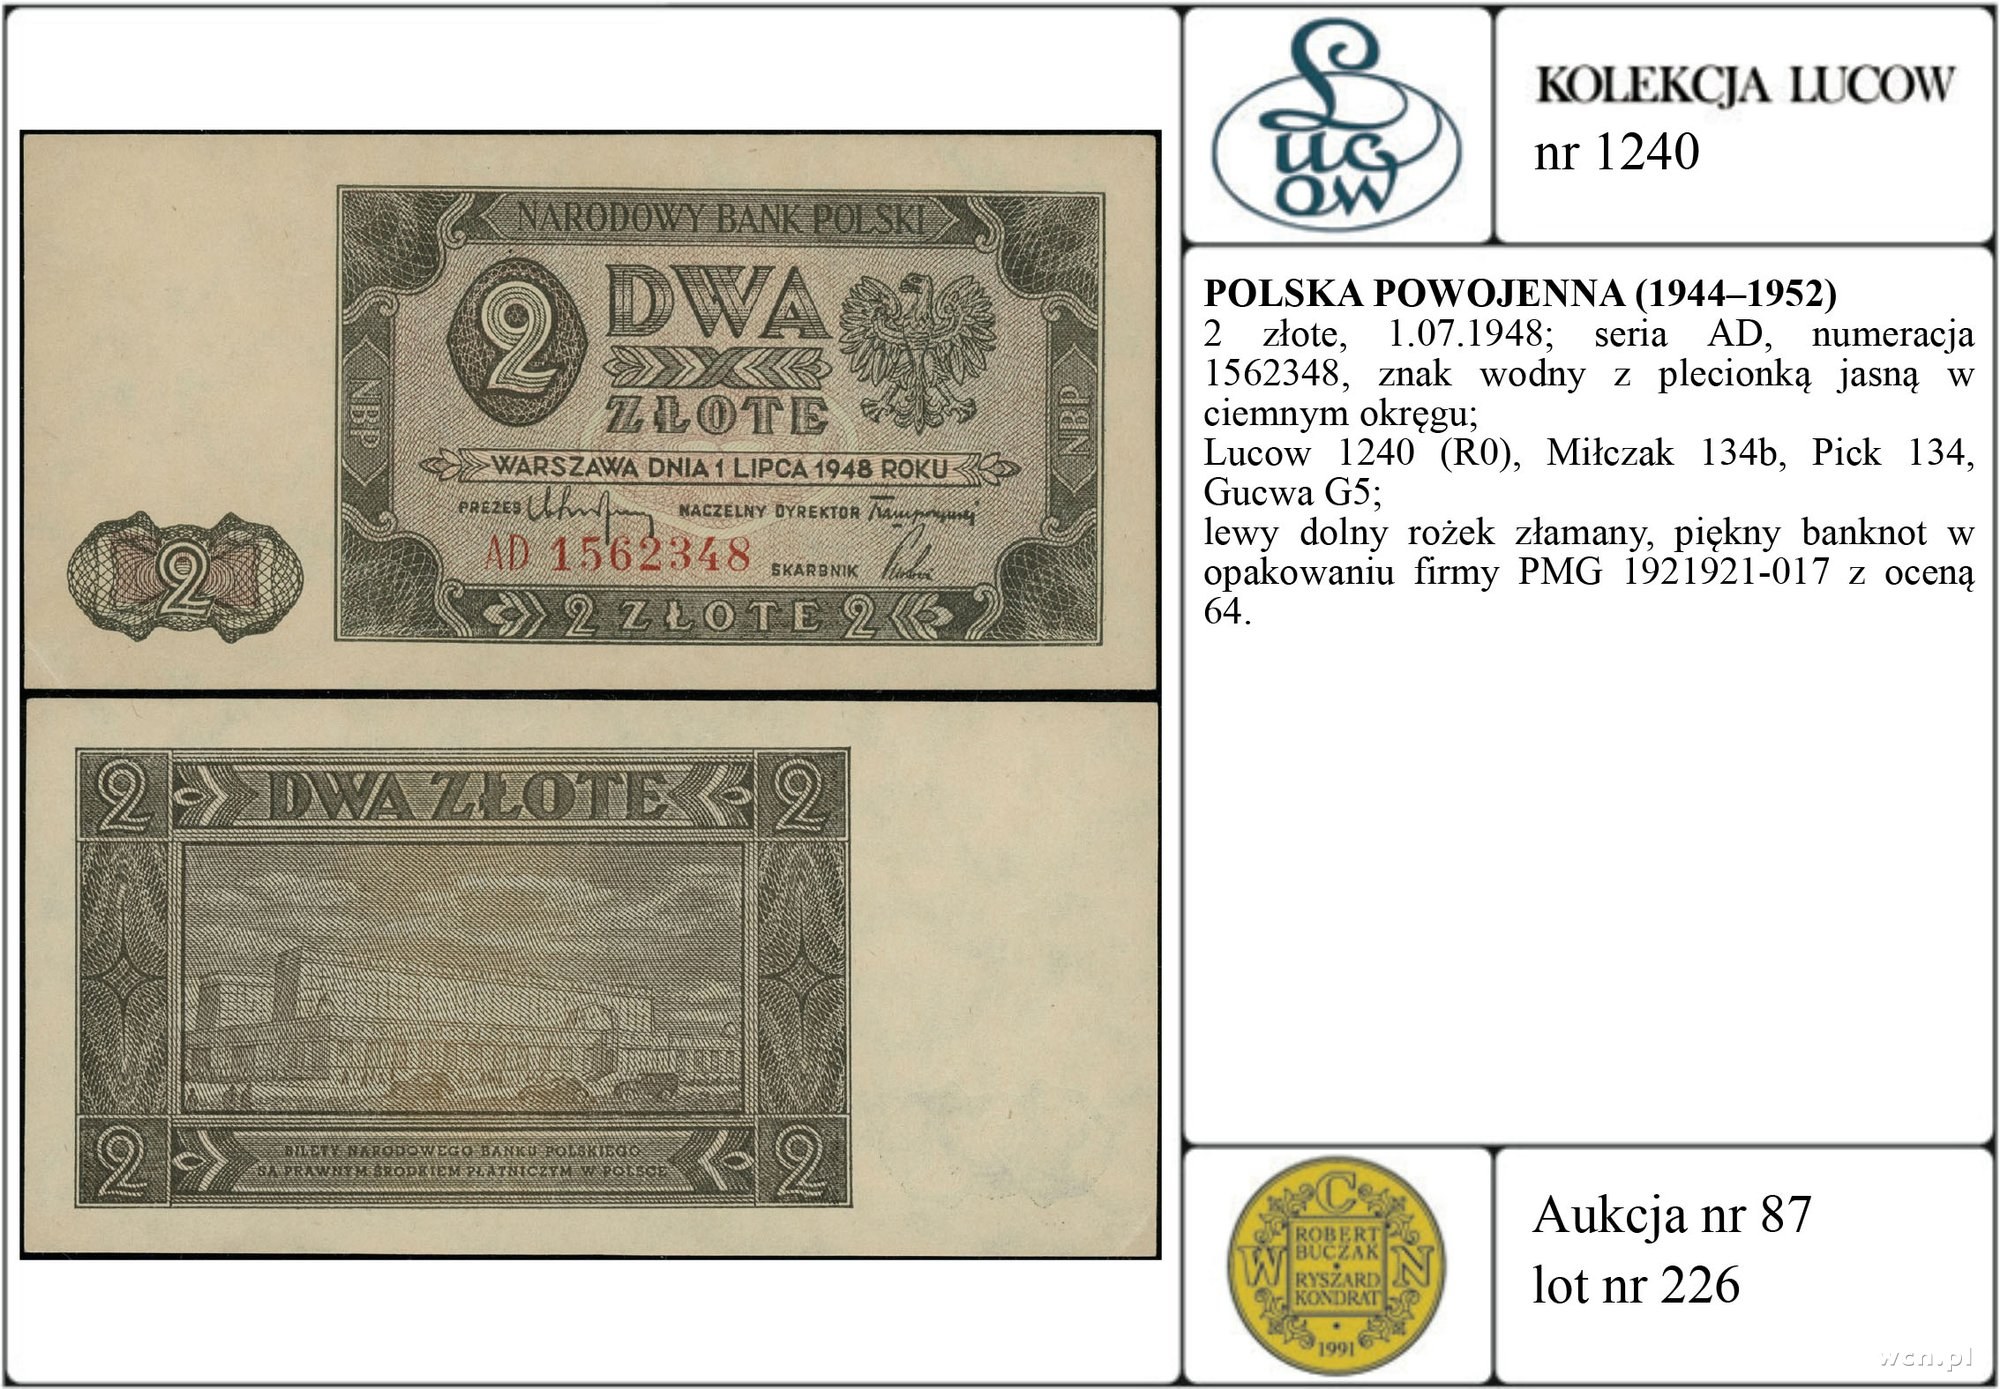 NARODOWY BANK POLSKI
2
DWA
ZŁOTE
NBP
NBP
WARSZAWA DNIA 1 LIPCA 1948 ROKU
PREZES
NACZELNY DYREKTOR
AD 1562348
SKARBNIK
2
2 ZŁOTE 2
2
DWA ZŁOTE
2
BILETY NARODOWEGO BANKU POLSKIEGO
SĄ PRAWNYM ŚRODKIEM PŁATNICZYM W POLSCE
2
2
Lucow
KOLEKCJA LUCOW
nr 1240
POLSKA POWOJENNA (1944–1952)
2 złote, 1.07.1948; seria AD, numeracja
1562348, znak wodny z plecionką jasną w
ciemnym okręgu;
Lucow 1240 (R0), Miłczak 134b, Pick 134,
Gucwa G5;
lewy dolny rożek złamany, piękny banknot w
opakowaniu firmy PMG 1921921-017 z oceną
64.
W C N
ROBERT
BUCZAK
RYSZARD
KONDRAT
1991
Aukcja nr 87
lot nr 226
wcn.pl